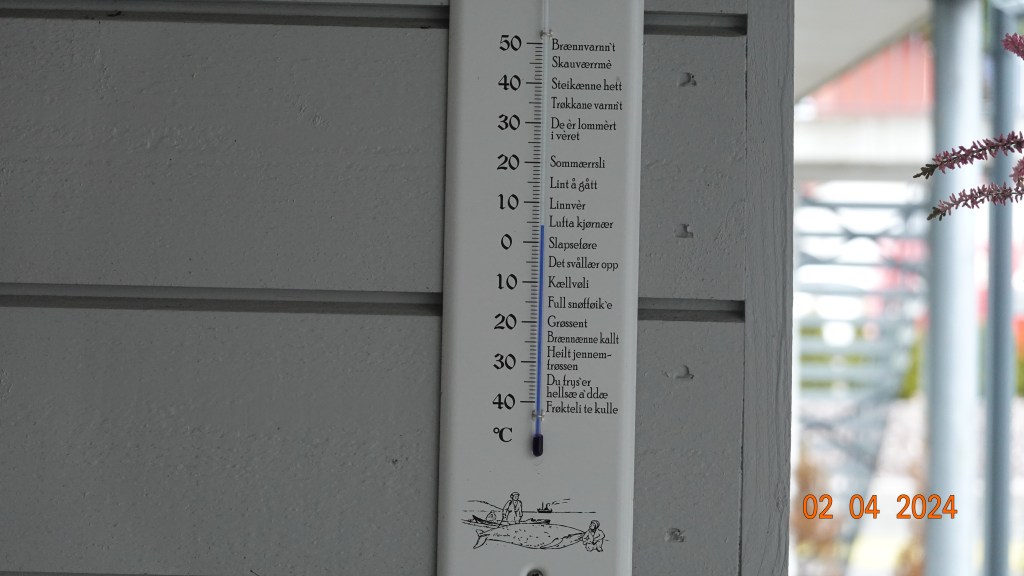 50 Brænnvarnn't
Skauværrmê
40 Steikænne hett
Trøkkane varnn't
30 De èr lommèrt
i vèret
20 Sommærrsli
Lint å gått
10 Linnvèr
Lufta kjørnær
0 Slapseføre
Det svållær opp
10 Kællvøli
Full snøfføik'e
20 Grøssent
Brænnænne kallt
30 Heilt jennem-
frøssen
Du frys'er
40 hellsæ a' ddæ
Frøkteli te kulle
°C
02 04 2024